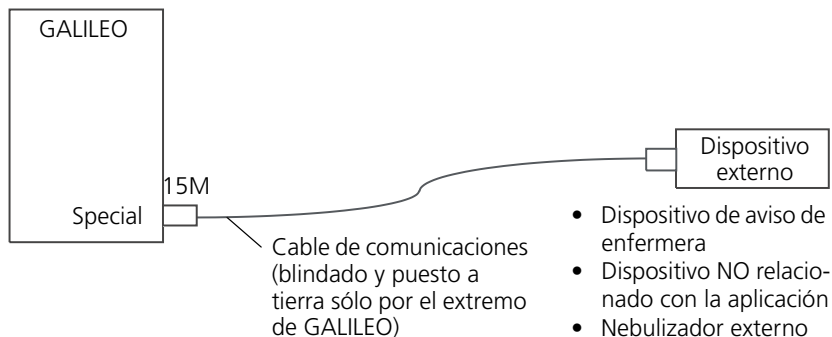 GALILEO
15M
Special
Dispositivo
externo
Cable de comunicaciones
(blindado y puesto a
tierra sólo por el extremo
de GALILEO)
• Dispositivo de aviso de
enfermera
• Dispositivo NO relacio-
nado con la aplicación
• Nebulizador externo